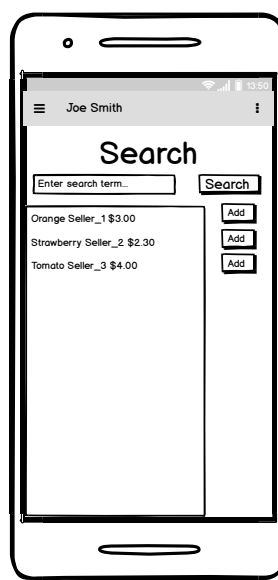 13:50
Joe Smith
Search
Enter search term...
Search
Orange Seller_1 $3.00
Add
Strawberry Seller_2 $2.30
Add
Tomato Seller_3 $4.00
Add